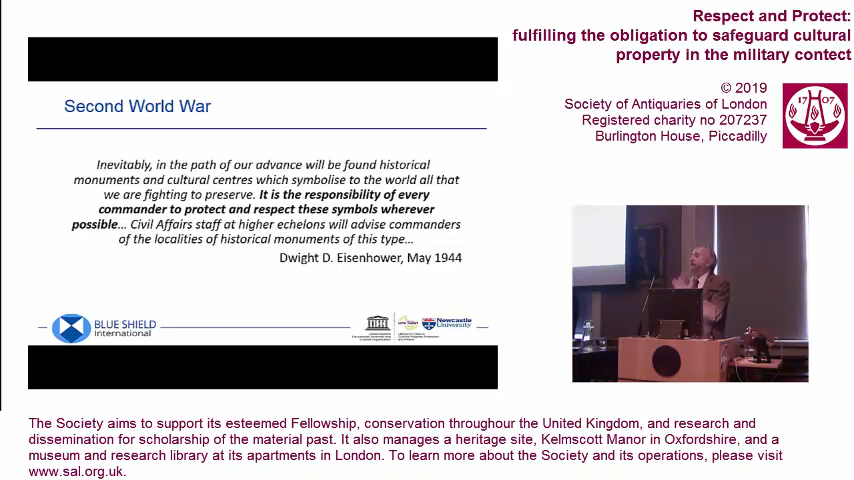 Respect and Protect:
fulfilling the obligation to safeguard cultural
property in the military contect
© 2019
Society of Antiquaries of London
Registered charity no 207237
Burlington House, Piccadilly
17 07
Second World War
Inevitably, in the path of our advance will be found historical
monuments and cultural centres which symbolise to the world all that
we are fighting to preserve. It is the responsibility of every
commander to protect and respect these symbols wherever
possible... Civil Affairs staff at higher echelons will advise commanders
of the localities of historical monuments of this type...
Dwight D. Eisenhower, May 1944
BLUE SHIELD
International
Newcastle
University
The Society aims to support its esteemed Fellowship, conservation throughour the United Kingdom, and research and
dissemination for scholarship of the material past. It also manages a heritage site, Kelmscott Manor in Oxfordshire, and a
museum and research library at its apartments in London. To learn more about the Society and its operations, please visit
www.sal.org.uk.